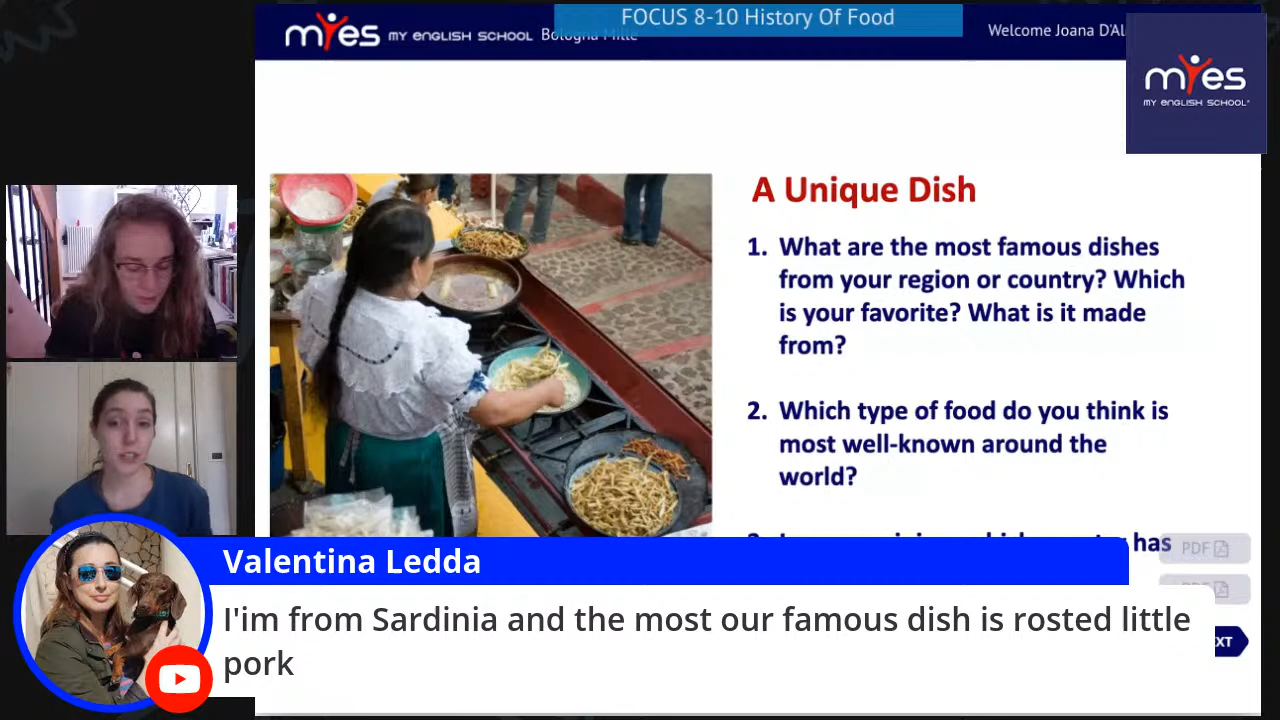 FOCUS 8-10 History Of Food
myes MY ENGLISH SCHOOL Bologna Mille
Welcome Joana D'Al
myes
MY ENGLISH SCHOOL
A Unique Dish
1. What are the most famous dishes
from your region or country? Which
is your favorite? What is it made
from?
2. Which type of food do you think is
most well-known around the
world?
has
PDF
Valentina Ledda
I'im from Sardinia and the most our famous dish is rosted little
pork
XT